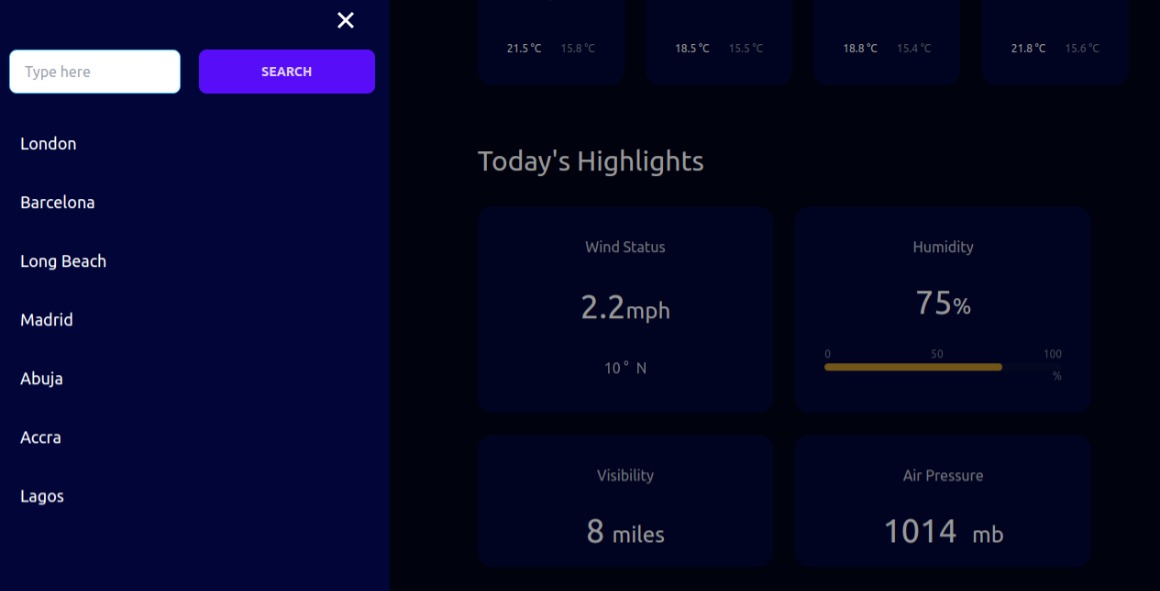 Type here
SEARCH
London
Barcelona
Long Beach
Madrid
Abuja
Accra
Lagos
21.5 °C 15.8 °C
18.5 °C 15.5 °C
18.8 °C 15.4 °C
21.8 °C 15.6 °C
Today's Highlights
Wind Status
2.2mph
10° N
Humidity
75%
0 50 100
%
Visibility
8 miles
Air Pressure
1014 mb